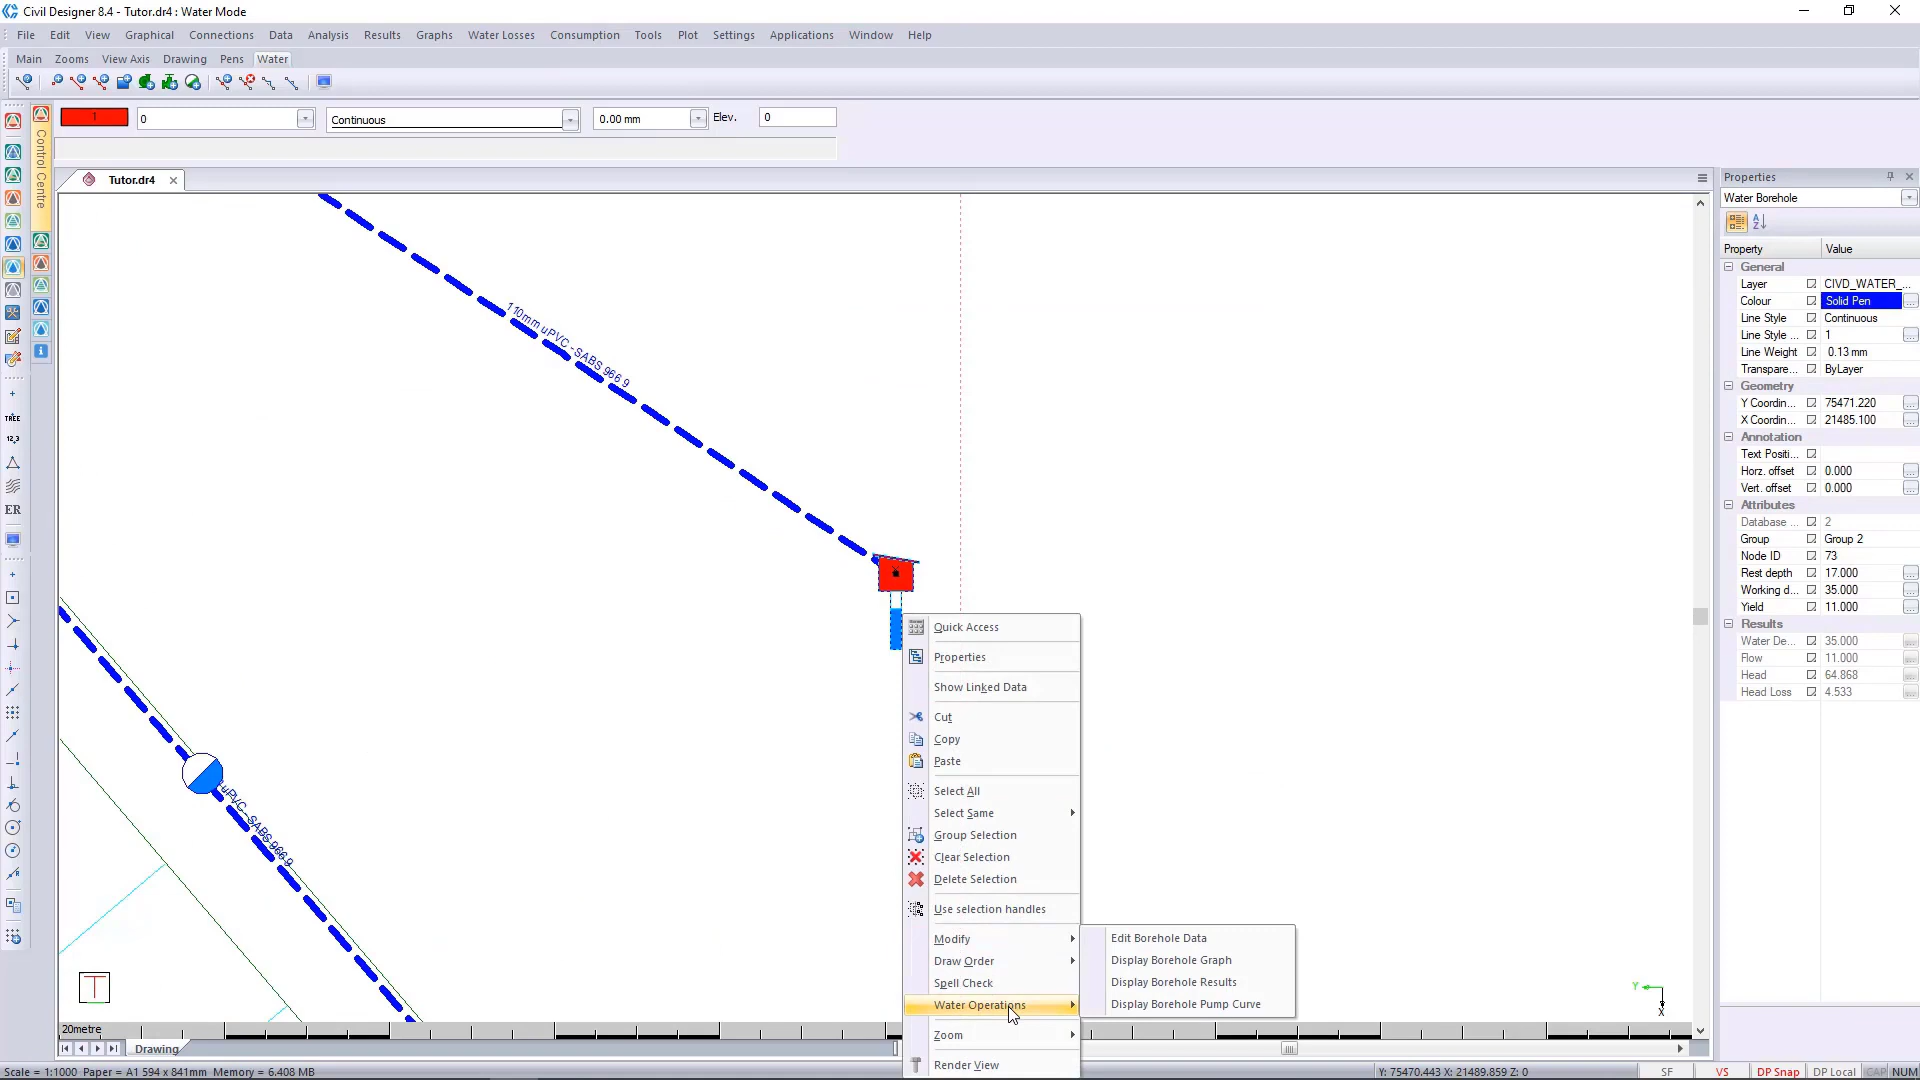 Civil Designer 8.4 - Tutor.dr4 : Water Mode
File Edit View Graphical Connections Data Analysis Results Graphs Water Losses Consumption Tools Plot Settings Applications Window Help
Main Zooms View Axis Drawing Pens Water
1 0 Continuous 0.00 mm Elev. 0
Control Centre
Tutor.dr4
TREE
12,3
ER
110mm uPVC - SABS 966 9
uPVC - SABS 966 9
T
Quick Access
Properties
Show Linked Data
Cut
Copy
Paste
Select All
Select Same
Group Selection
Clear Selection
Delete Selection
Use selection handles
Modify
Draw Order
Spell Check
Water Operations
Zoom
Render View
Edit Borehole Data
Display Borehole Graph
Display Borehole Results
Display Borehole Pump Curve
Y
X
20metre
Drawing
Properties
Water Borehole
Property Value
General
Layer CIVD_WATER_...
Colour Solid Pen
Line Style Continuous
Line Style ... 1
Line Weight 0.13 mm
Transpare... ByLayer
Geometry
Y Coordin... 75471.220
X Coordin... 21485.100
Annotation
Text Positi...
Horz. offset 0.000
Vert. offset 0.000
Attributes
Database ... 2
Group Group 2
Node ID 73
Rest depth 17.000
Working d... 35.000
Yield 11.000
Results
Water De... 35.000
Flow 11.000
Head 64.868
Head Loss 4.533
Scale = 1:1000 Paper = A1 594 x 841mm Memory = 6.408 MB
Y: 75470.443 X: 21489.859 Z: 0
SF VS DP Snap DP Local CAP NUM